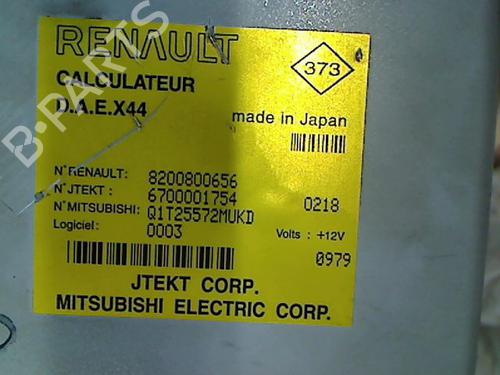 RENAULT
CALCULATEUR
D.A.E.X44
373
made in Japan
N° RENAULT: 8200800656
N° JTEKT: 6700001754 0218
N° MITSUBISHI: Q1T25572MUKD
Logiciel: 0003 Volts: +12V
0979
JTEKT CORP.
MITSUBISHI ELECTRIC CORP.
B-PARTS